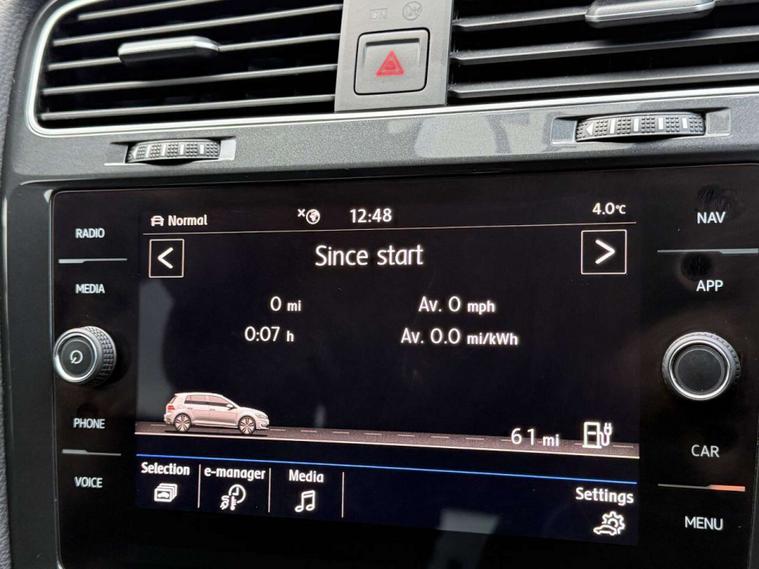 Normal
12:48
4.0°C
RADIO
NAV
Since start
MEDIA
APP
0 mi
Av. 0 mph
0:07 h
Av. 0.0 mi/kWh
PHONE
61 mi
CAR
VOICE
Selection
e-manager
Media
Settings
MENU